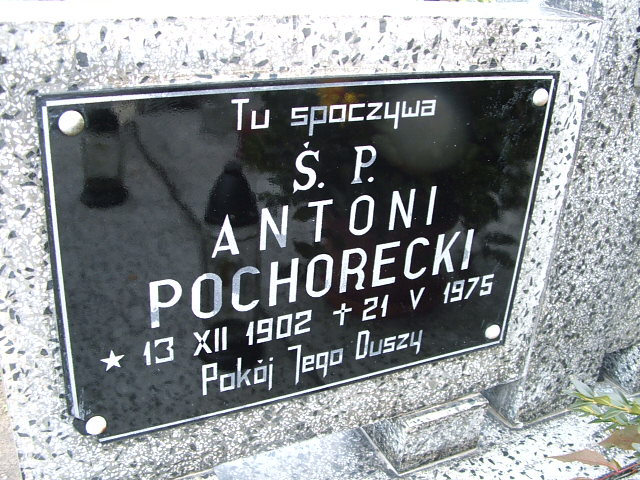 Tu spoczywa
Ś. P.
ANTONI
POCHORECKI
★ 13 XII 1902 ✝ 21 V 1975
Pokój Jego Duszy